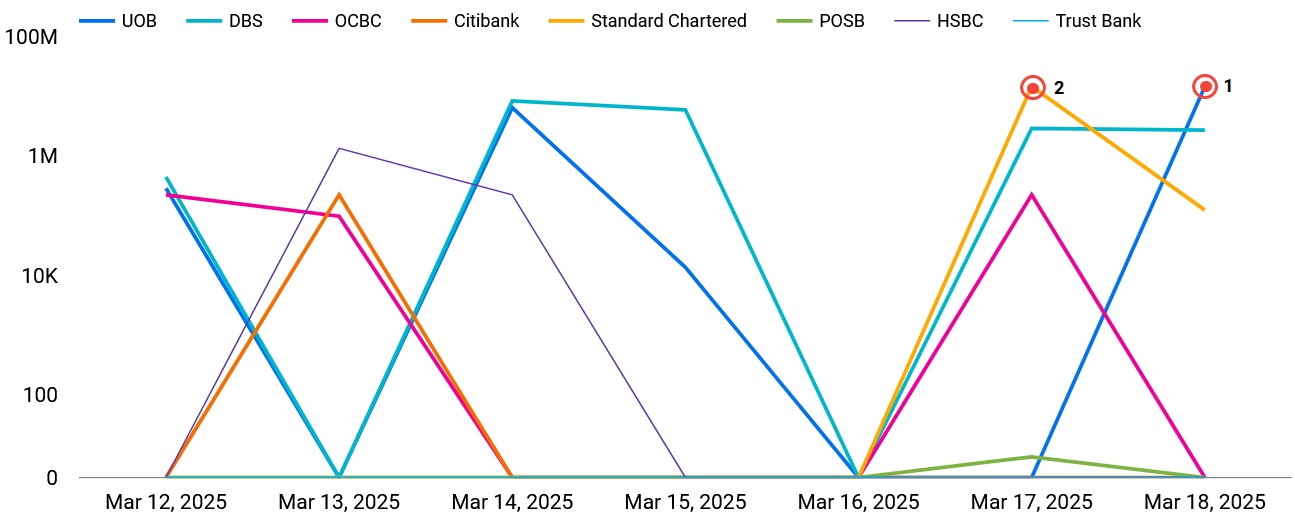 UOB DBS OCBC Citibank Standard Chartered POSB HSBC Trust Bank
100M
2
1
1M
10K
100
0
Mar 12, 2025 Mar 13, 2025 Mar 14, 2025 Mar 15, 2025 Mar 16, 2025 Mar 17, 2025 Mar 18, 2025